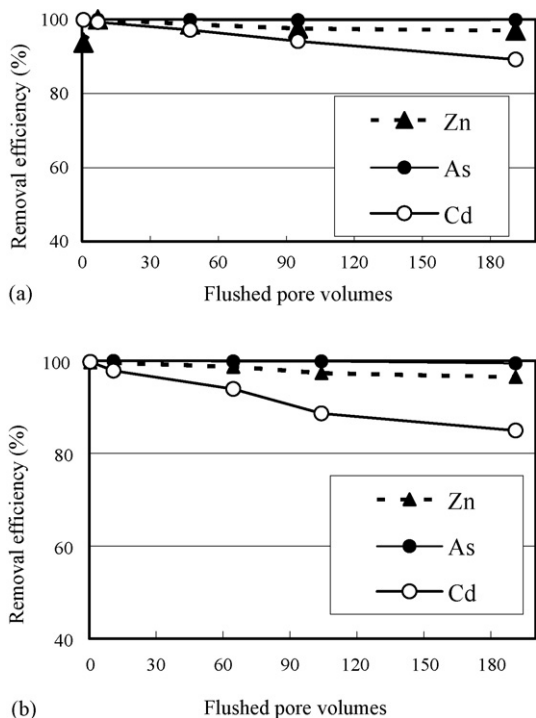 Removal efficiency (%)
100
80
60
40
Zn
As
Cd
0 30 60 90 120 150 180
(a)
Flushed pore volumes
Removal efficiency (%)
100
80
60
40
Zn
As
Cd
0 30 60 90 120 150 180
(b)
Flushed pore volumes